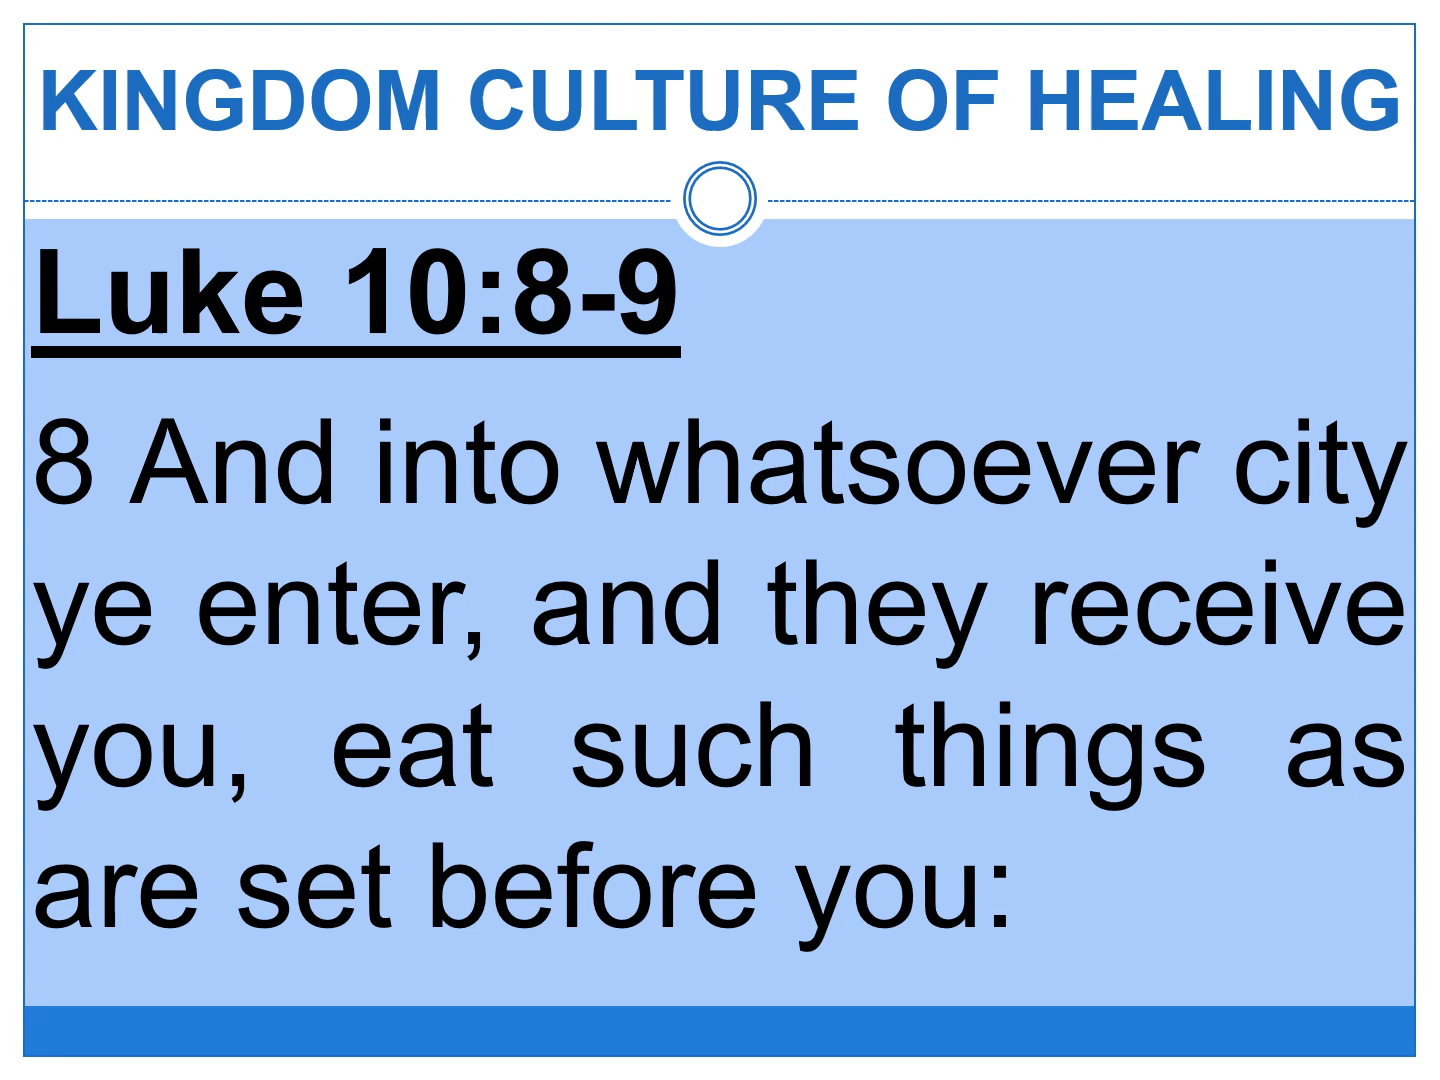 KINGDOM CULTURE OF HEALING
Luke 10:8-9
8 And into whatsoever city
ye enter, and they receive
you, eat such things as
are set before you: